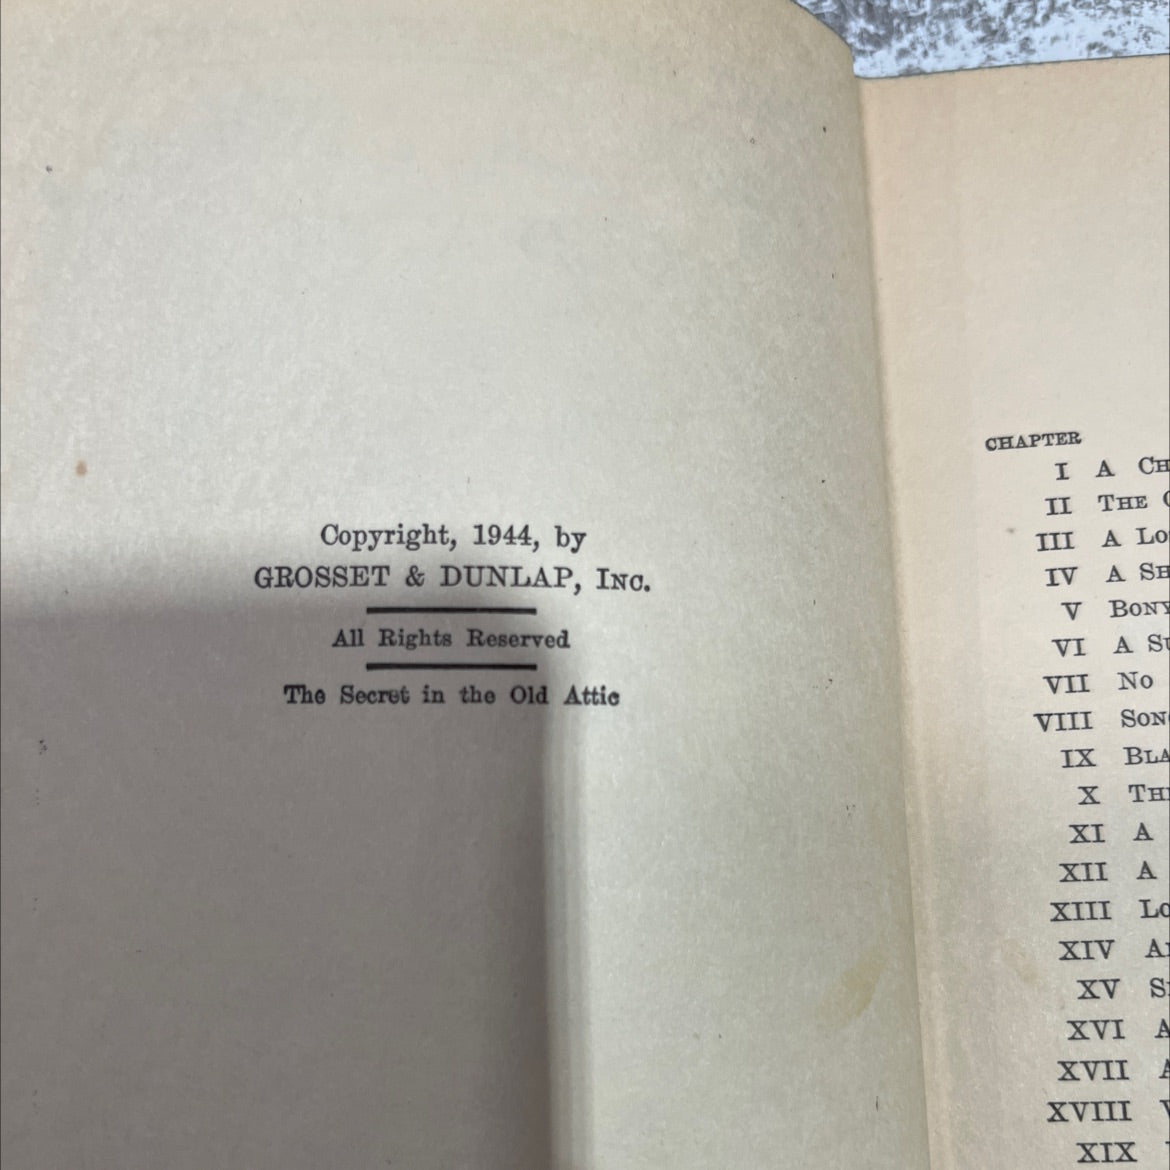 Copyright, 1944, by
GROSSET & DUNLAP, INC.
All Rights Reserved
The Secret in the Old Attic
CHAPTER
I A
II THE
III A
IV A
V
VI A
VII No
VIII
IX
X
XI A
XII A
XIII
XIV
XV
XVI
XVII
XVIII
XIX